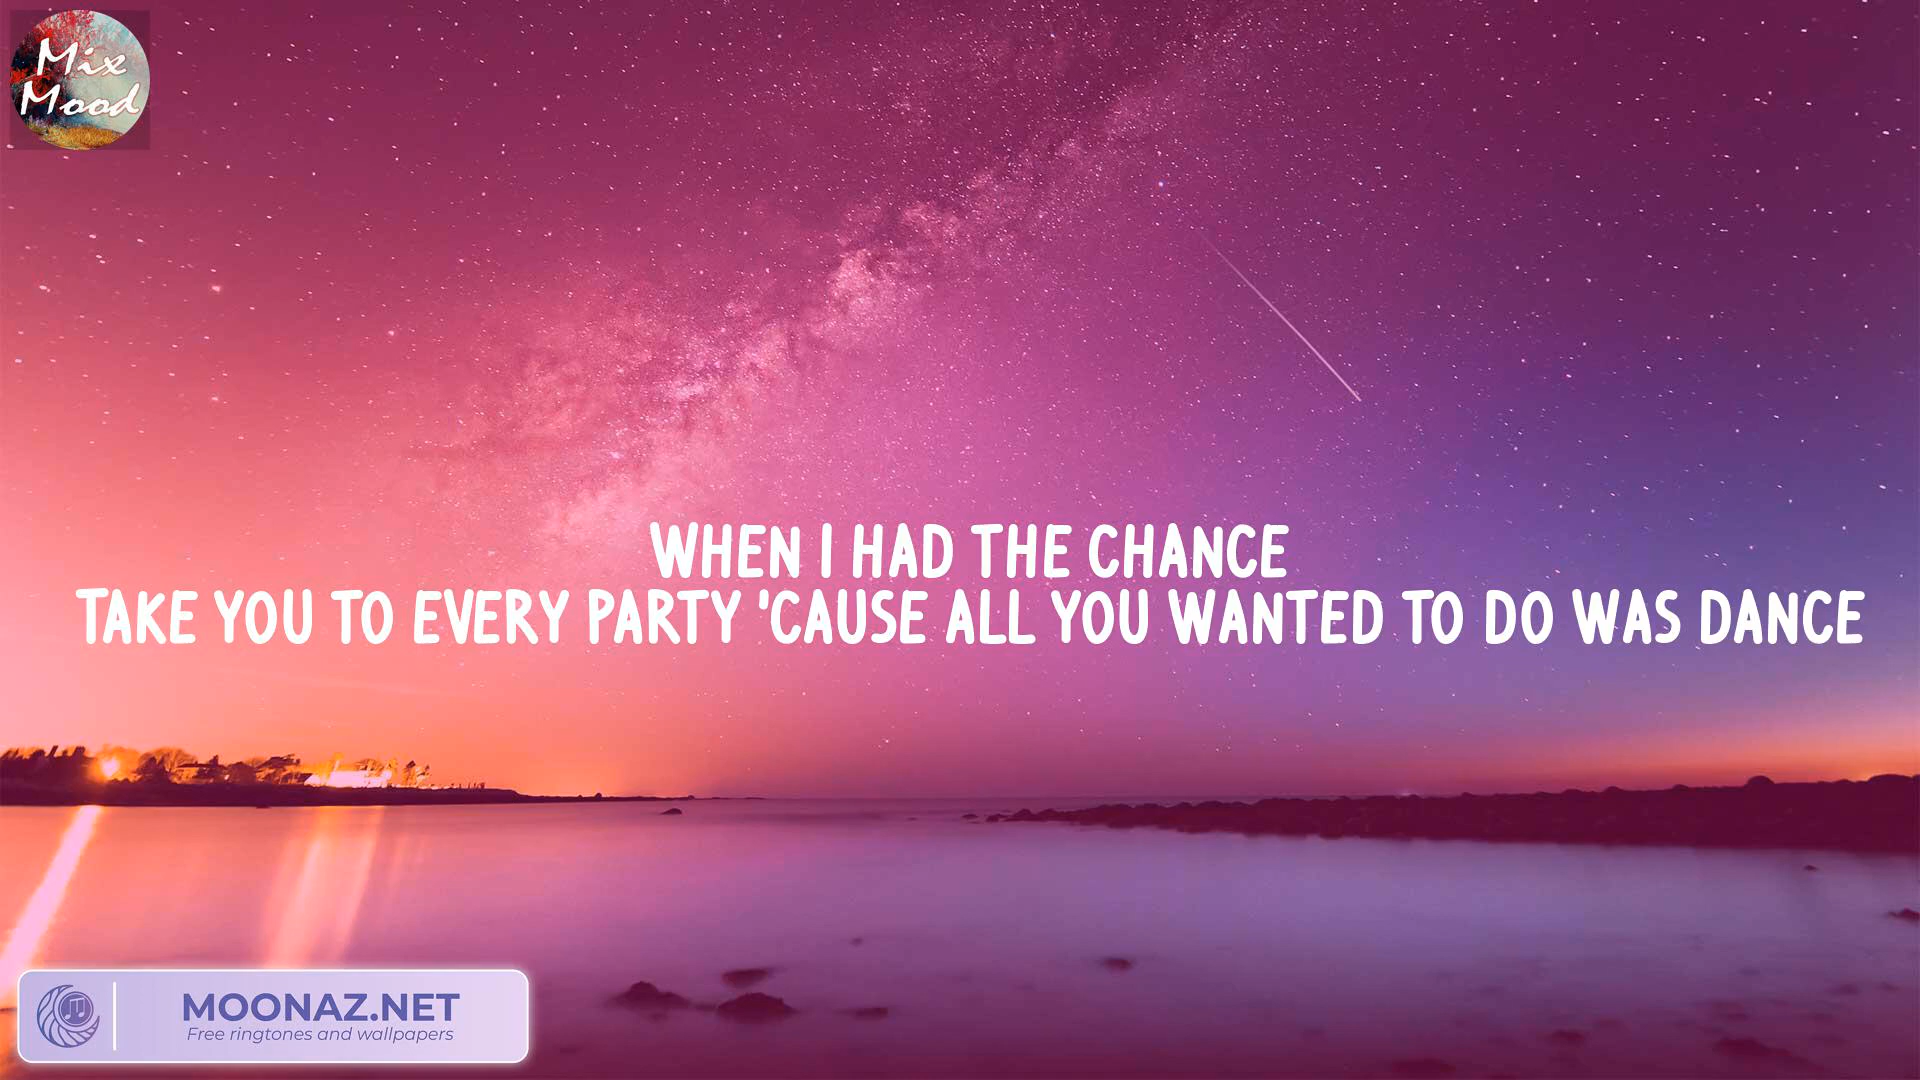 Mix
Mood
WHEN I HAD THE CHANCE
TAKE YOU TO EVERY PARTY 'CAUSE ALL YOU WANTED TO DO WAS DANCE
MOONAZ.NET
Free ringtones and wallpapers